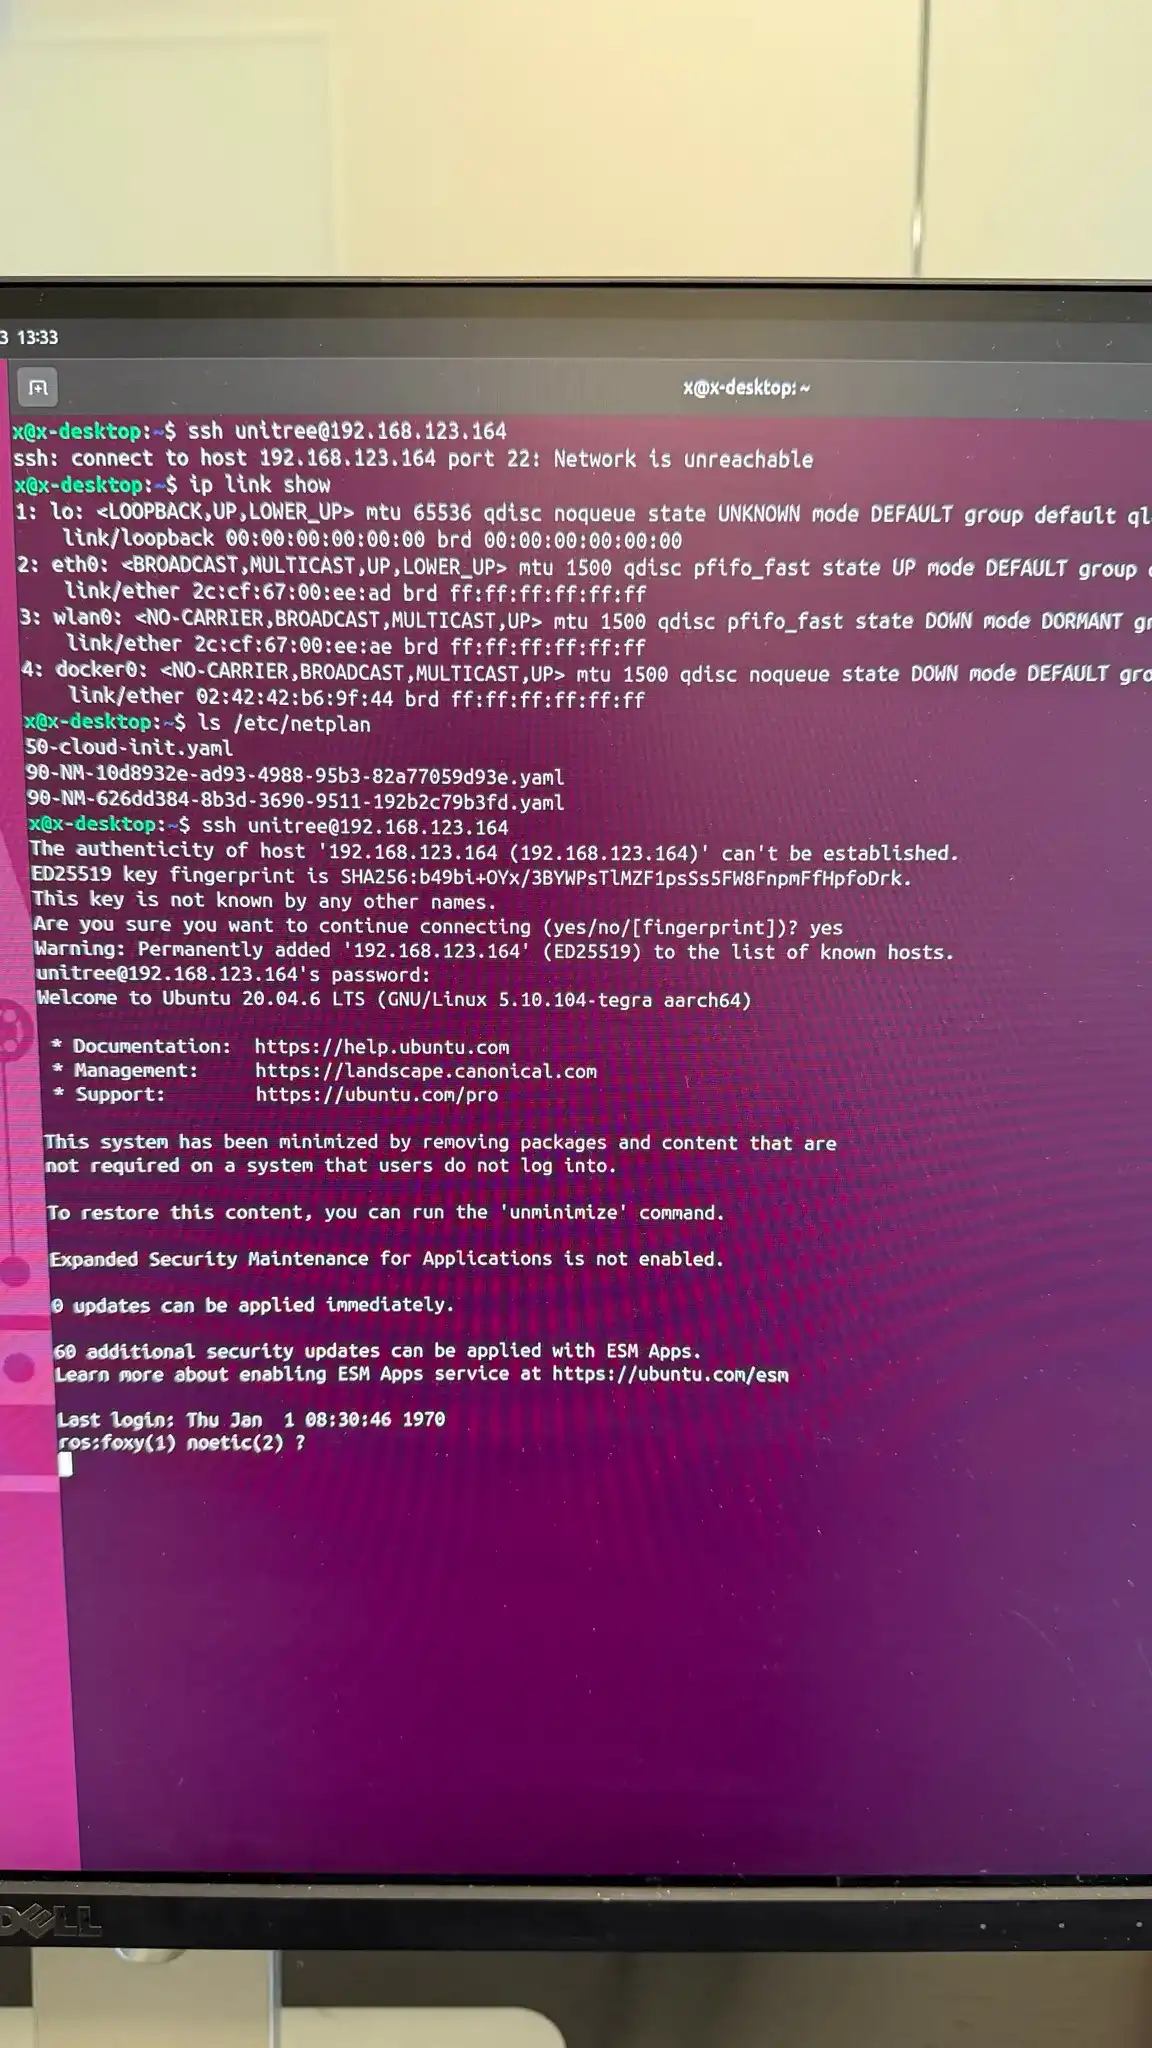 3 13:33
x@x-desktop: ~
x@x-desktop:~$ ssh unitree@192.168.123.164
ssh: connect to host 192.168.123.164 port 22: Network is unreachable
x@x-desktop:~$ ip link show
1: lo: <LOOPBACK,UP,LOWER_UP> mtu 65536 qdisc noqueue state UNKNOWN mode DEFAULT group default ql
link/loopback 00:00:00:00:00:00 brd 00:00:00:00:00:00
2: eth0: <BROADCAST,MULTICAST,UP,LOWER_UP> mtu 1500 qdisc pfifo_fast state UP mode DEFAULT group
link/ether 2c:cf:67:00:ee:ad brd ff:ff:ff:ff:ff:ff
3: wlan0: <NO-CARRIER,BROADCAST,MULTICAST,UP> mtu 1500 qdisc pfifo_fast state DOWN mode DORMANT gr
link/ether 2c:cf:67:00:ee:ae brd ff:ff:ff:ff:ff:ff
4: docker0: <NO-CARRIER,BROADCAST,MULTICAST,UP> mtu 1500 qdisc noqueue state DOWN mode DEFAULT gro
link/ether 02:42:42:b6:9f:44 brd ff:ff:ff:ff:ff:ff
x@x-desktop:~$ ls /etc/netplan
50-cloud-init.yaml
90-NM-10d8932e-ad93-4988-95b3-82a77059d93e.yaml
90-NM-626dd384-8b3d-3690-9511-192b2c79b3fd.yaml
x@x-desktop:~$ ssh unitree@192.168.123.164
The authenticity of host '192.168.123.164 (192.168.123.164)' can't be established.
ED25519 key fingerprint is SHA256:b49bi+OYx/3BYWPsTlMZF1psSs5FW8FnpmFfHpfoDrk.
This key is not known by any other names.
Are you sure you want to continue connecting (yes/no/[fingerprint])? yes
Warning: Permanently added '192.168.123.164' (ED25519) to the list of known hosts.
unitree@192.168.123.164's password:
Welcome to Ubuntu 20.04.6 LTS (GNU/Linux 5.10.104-tegra aarch64)
* Documentation: https://help.ubuntu.com
* Management: https://landscape.canonical.com
* Support: https://ubuntu.com/pro
This system has been minimized by removing packages and content that are
not required on a system that users do not log into.
To restore this content, you can run the 'unminimize' command.
Expanded Security Maintenance for Applications is not enabled.
0 updates can be applied immediately.
60 additional security updates can be applied with ESM Apps.
Learn more about enabling ESM Apps service at https://ubuntu.com/esm
Last login: Thu Jan  1 08:30:46 1970
ros:foxy(1) noetic(2) ?
DELL